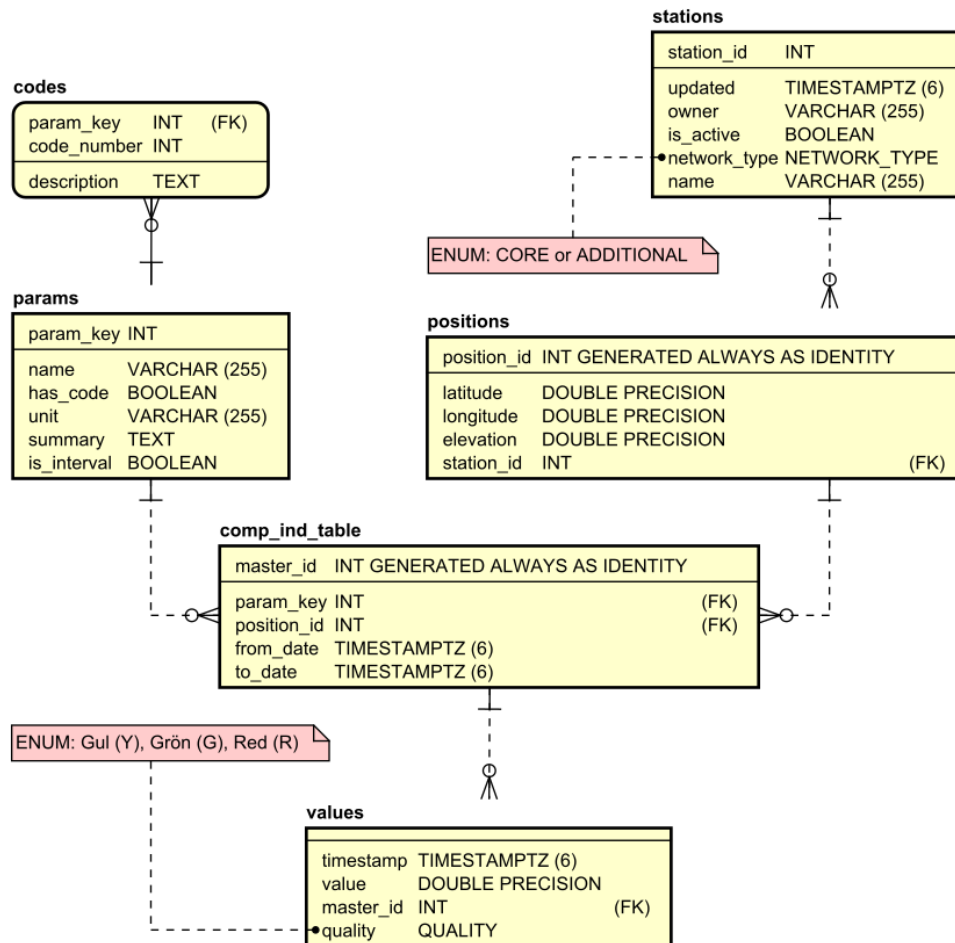 stations
station_id INT
updated TIMESTAMPTZ (6)
owner VARCHAR (255)
is_active BOOLEAN
network_type NETWORK_TYPE
name VARCHAR (255)
codes
param_key INT (FK)
code_number INT
description TEXT
ENUM: CORE or ADDITIONAL
params
param_key INT
name VARCHAR (255)
has_code BOOLEAN
unit VARCHAR (255)
summary TEXT
is_interval BOOLEAN
positions
position_id INT GENERATED ALWAYS AS IDENTITY
latitude DOUBLE PRECISION
longitude DOUBLE PRECISION
elevation DOUBLE PRECISION
station_id INT (FK)
comp_ind_table
master_id INT GENERATED ALWAYS AS IDENTITY
param_key INT (FK)
position_id INT (FK)
from_date TIMESTAMPTZ (6)
to_date TIMESTAMPTZ (6)
ENUM: Gul (Y), Grön (G), Red (R)
values
timestamp TIMESTAMPTZ (6)
value DOUBLE PRECISION
master_id INT (FK)
quality QUALITY